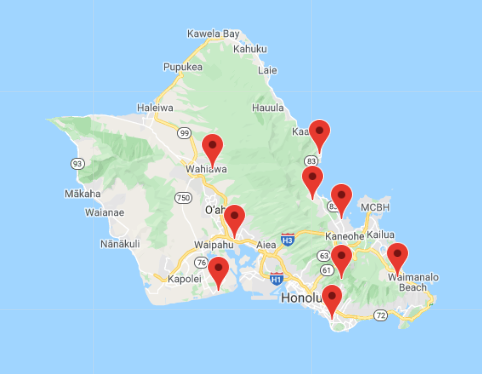 Kawela Bay
Kahuku
Pupukea
Laie
Haleiwa
Hauula
99
Kaa
83
93
Wahiawa
Mākaha
750
83
MCBH
Waianae
O'ah
Kaneohe
Kailua
Nānākuli
Waipahu
Aiea
H3
63
76
61
Waimanalo
Beach
Kapolei
H1
Honolu
72